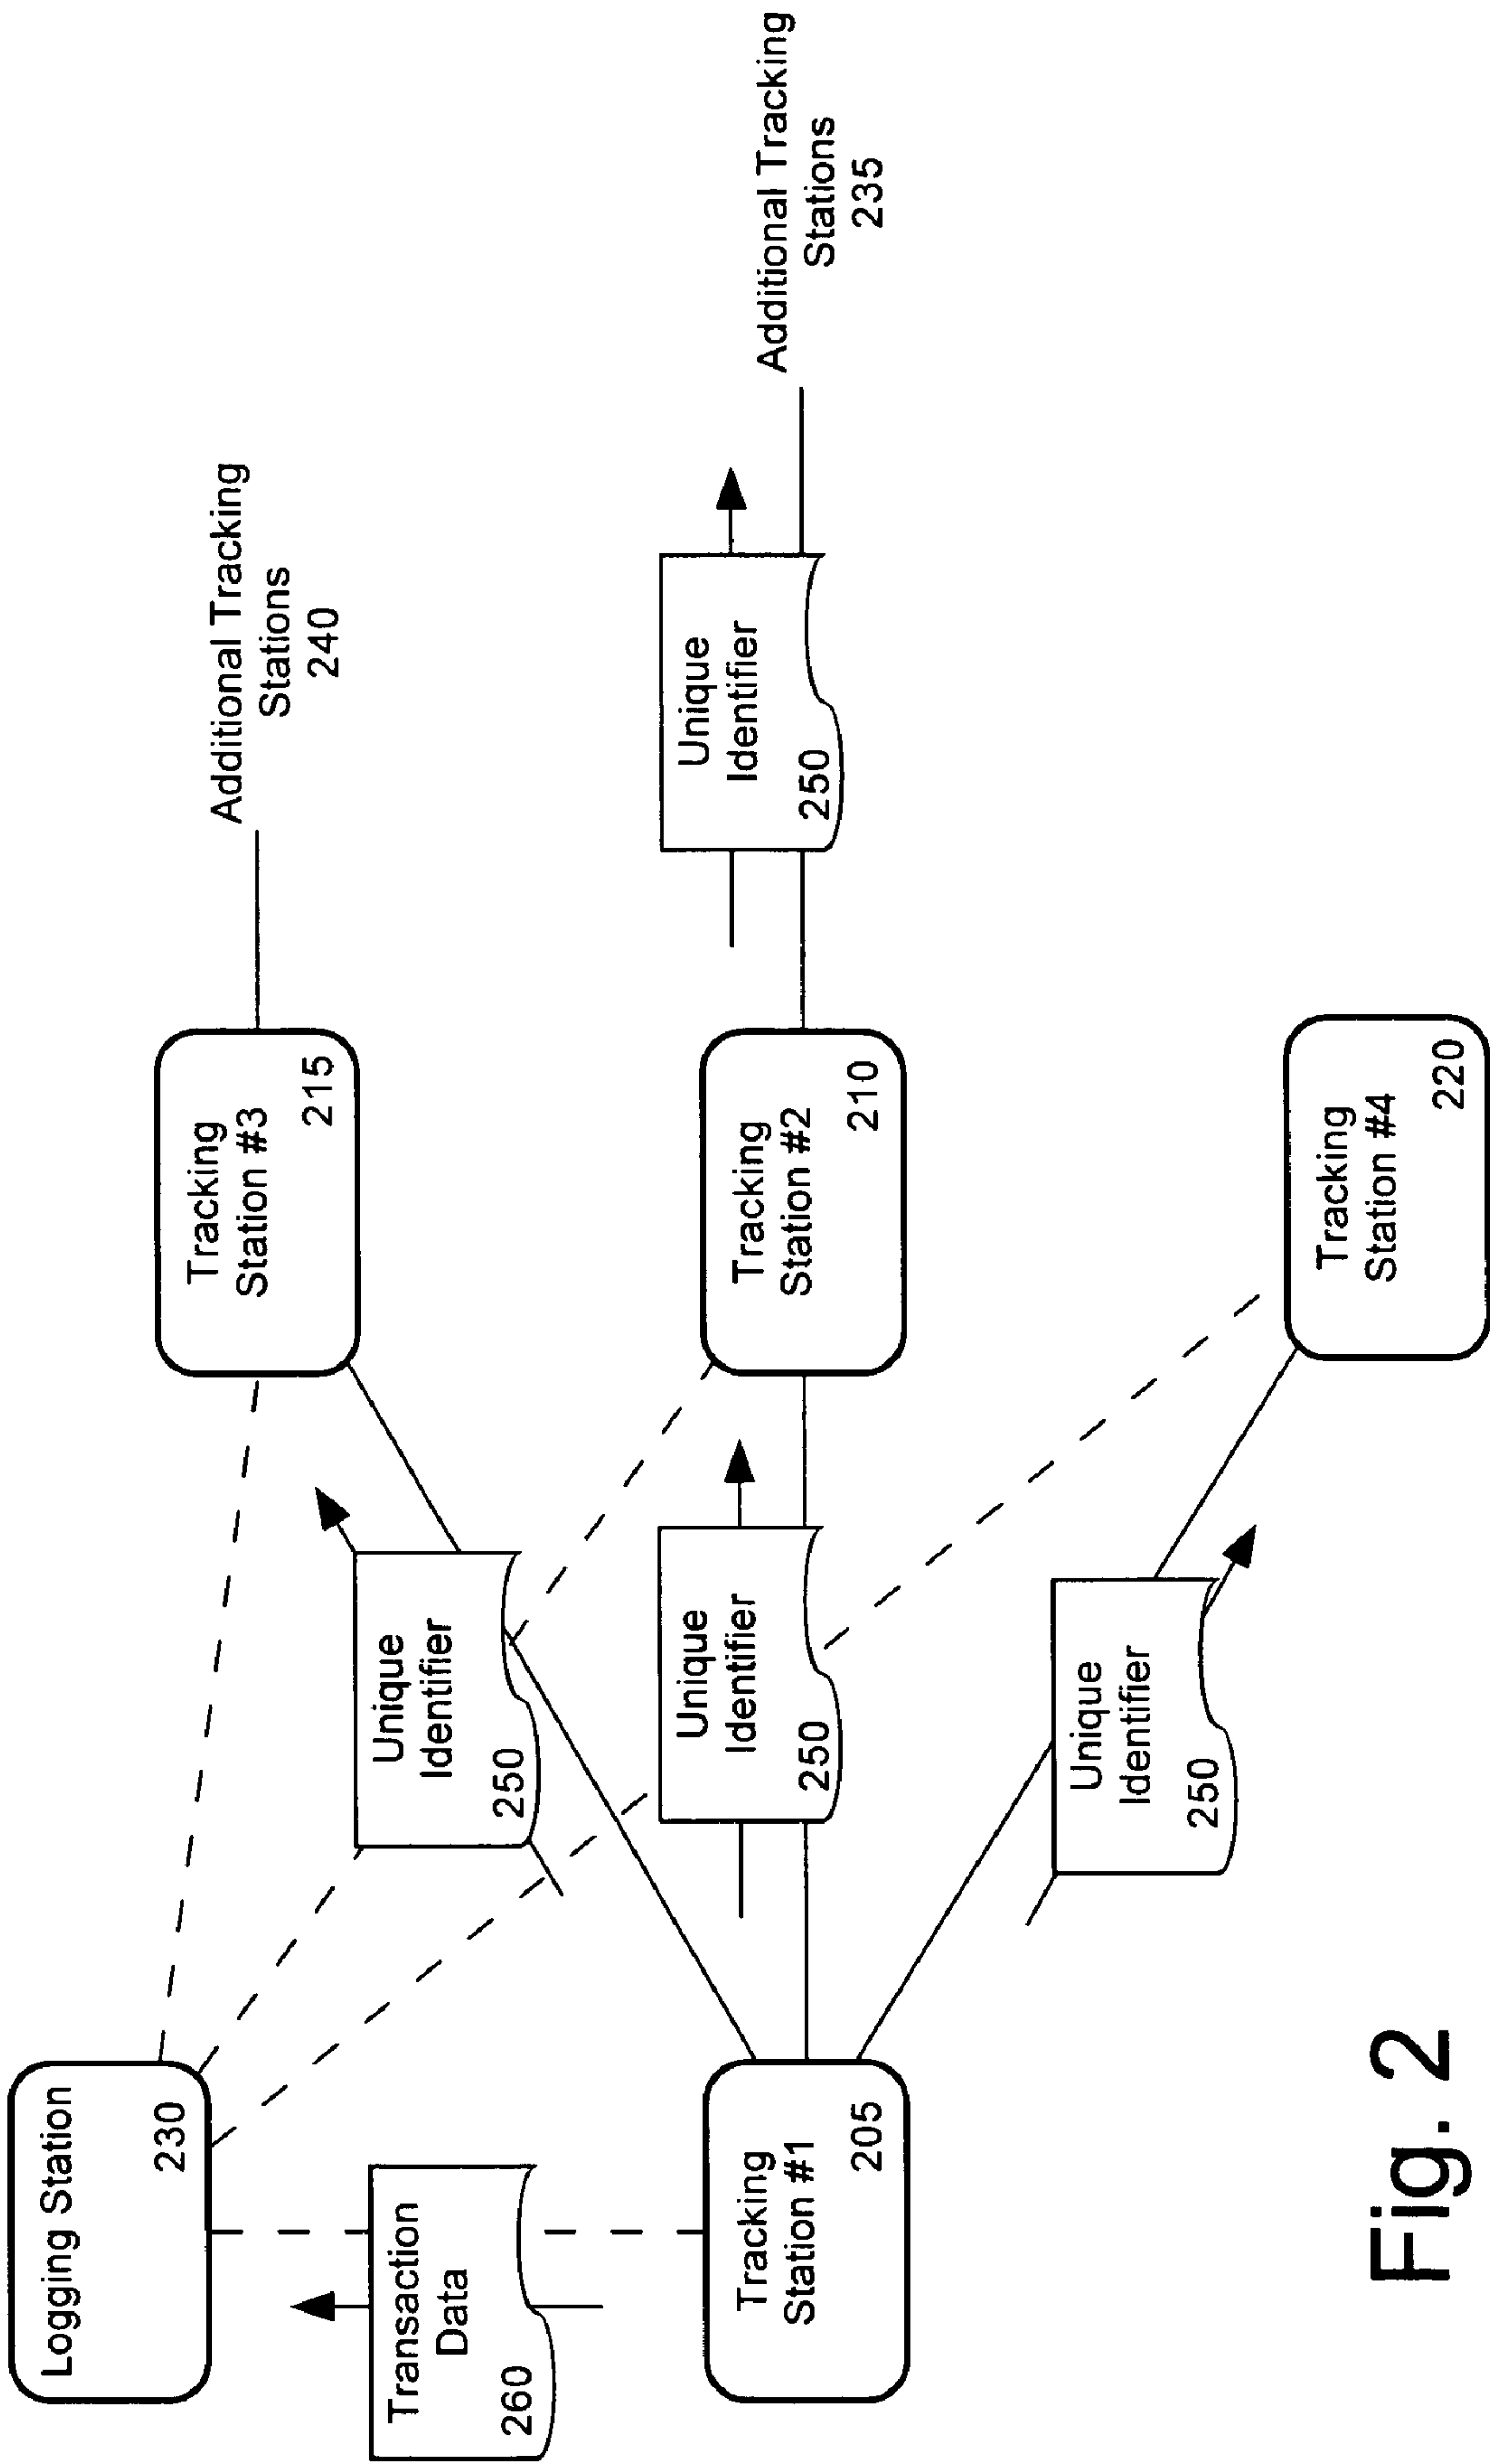 Logging Station
230
Additional Tracking
Stations
240
Tracking
Station #3
215
Transaction
Data
260
Unique
Identifier
250
Unique
Identifier
250
Unique
Identifier
250
Additional Tracking
Stations
235
Tracking
Station #1
205
Tracking
Station #2
210
Unique
Identifier
250
Tracking
Station #4
220
Fig. 2